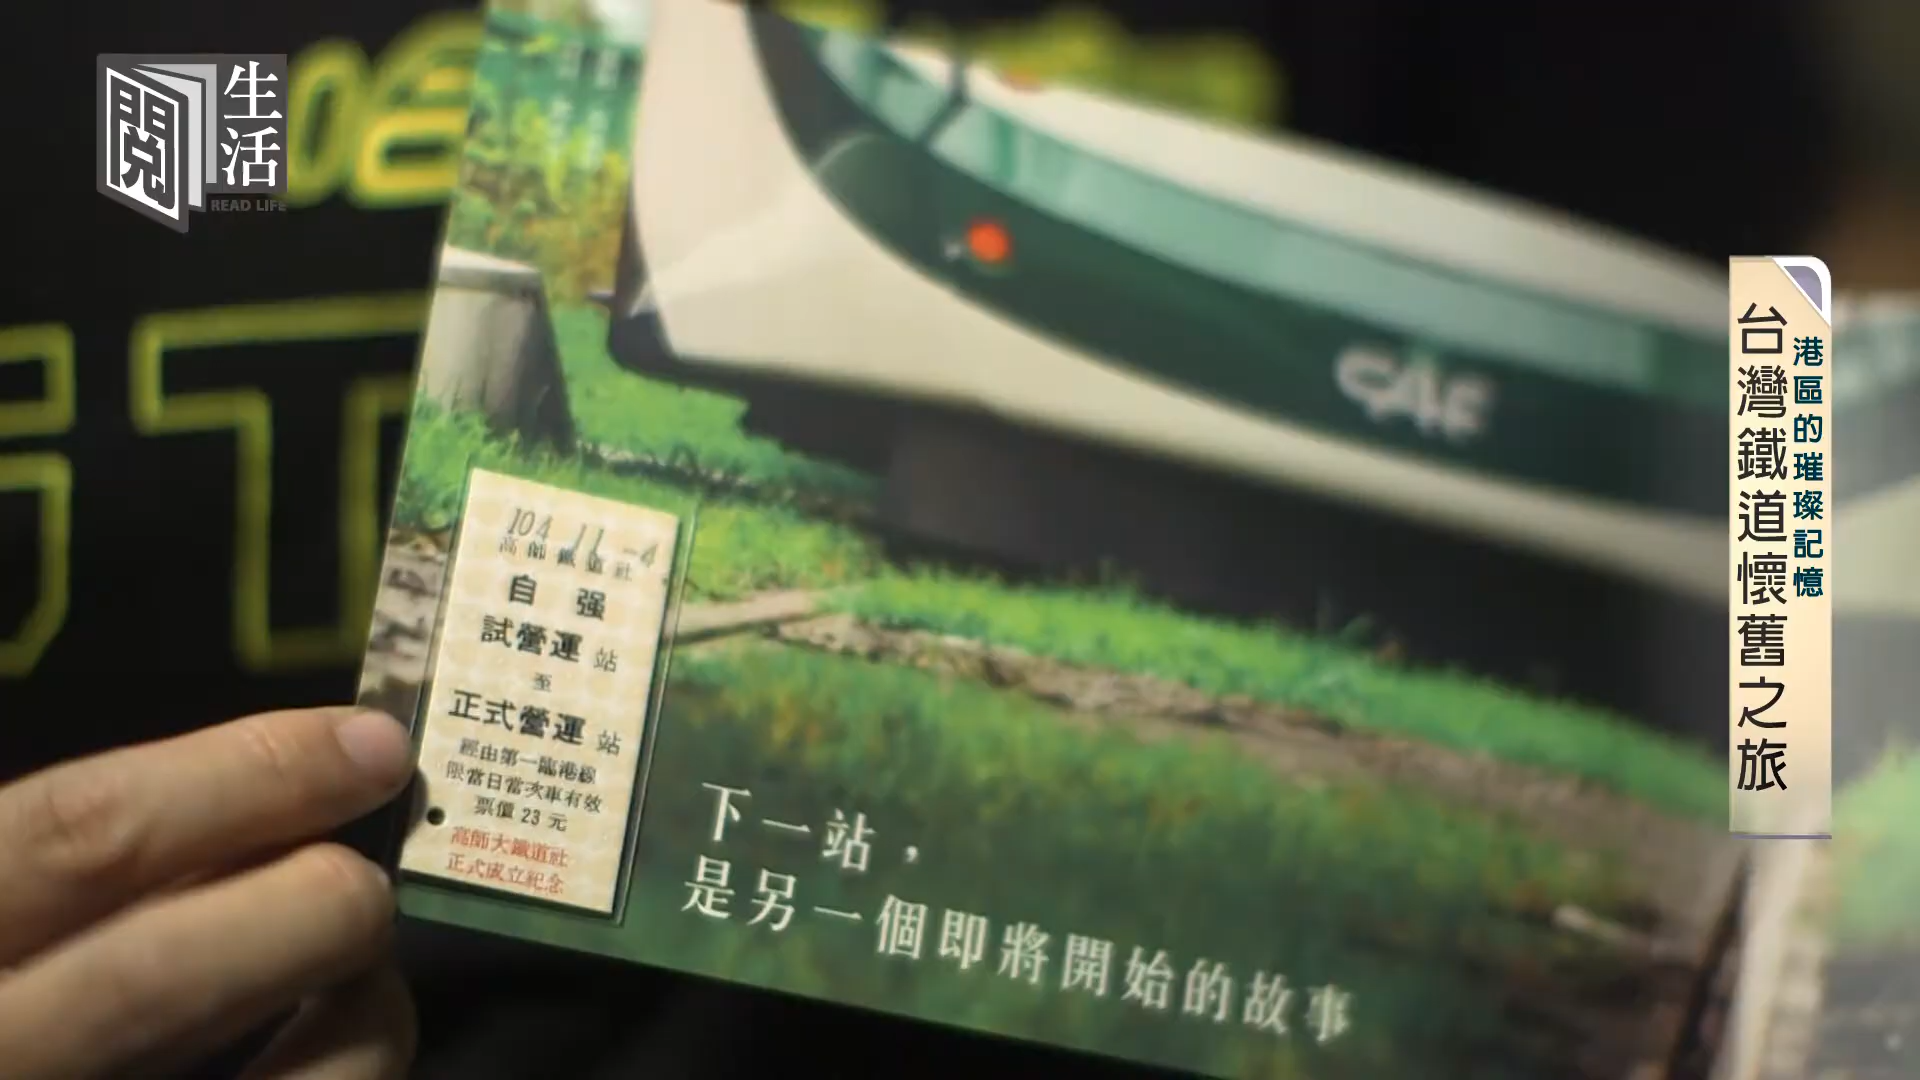 閱生活
READ LIFE
港區的璀璨記憶
台灣鐵道懷舊之旅
104.11.-4
高師鐵道社
自強
試營運站
至
正式營運站
經由第一臨港線
限當日當次車有效
票價23元
高師大鐵道社
正式成立紀念
下一站，
是另一個即將開始的故事
CAF